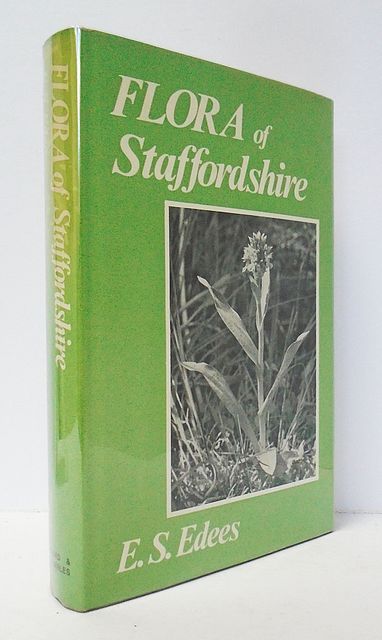 FLORA of
Staffordshire
E. S. Edees
FLORA of Staffordshire
&